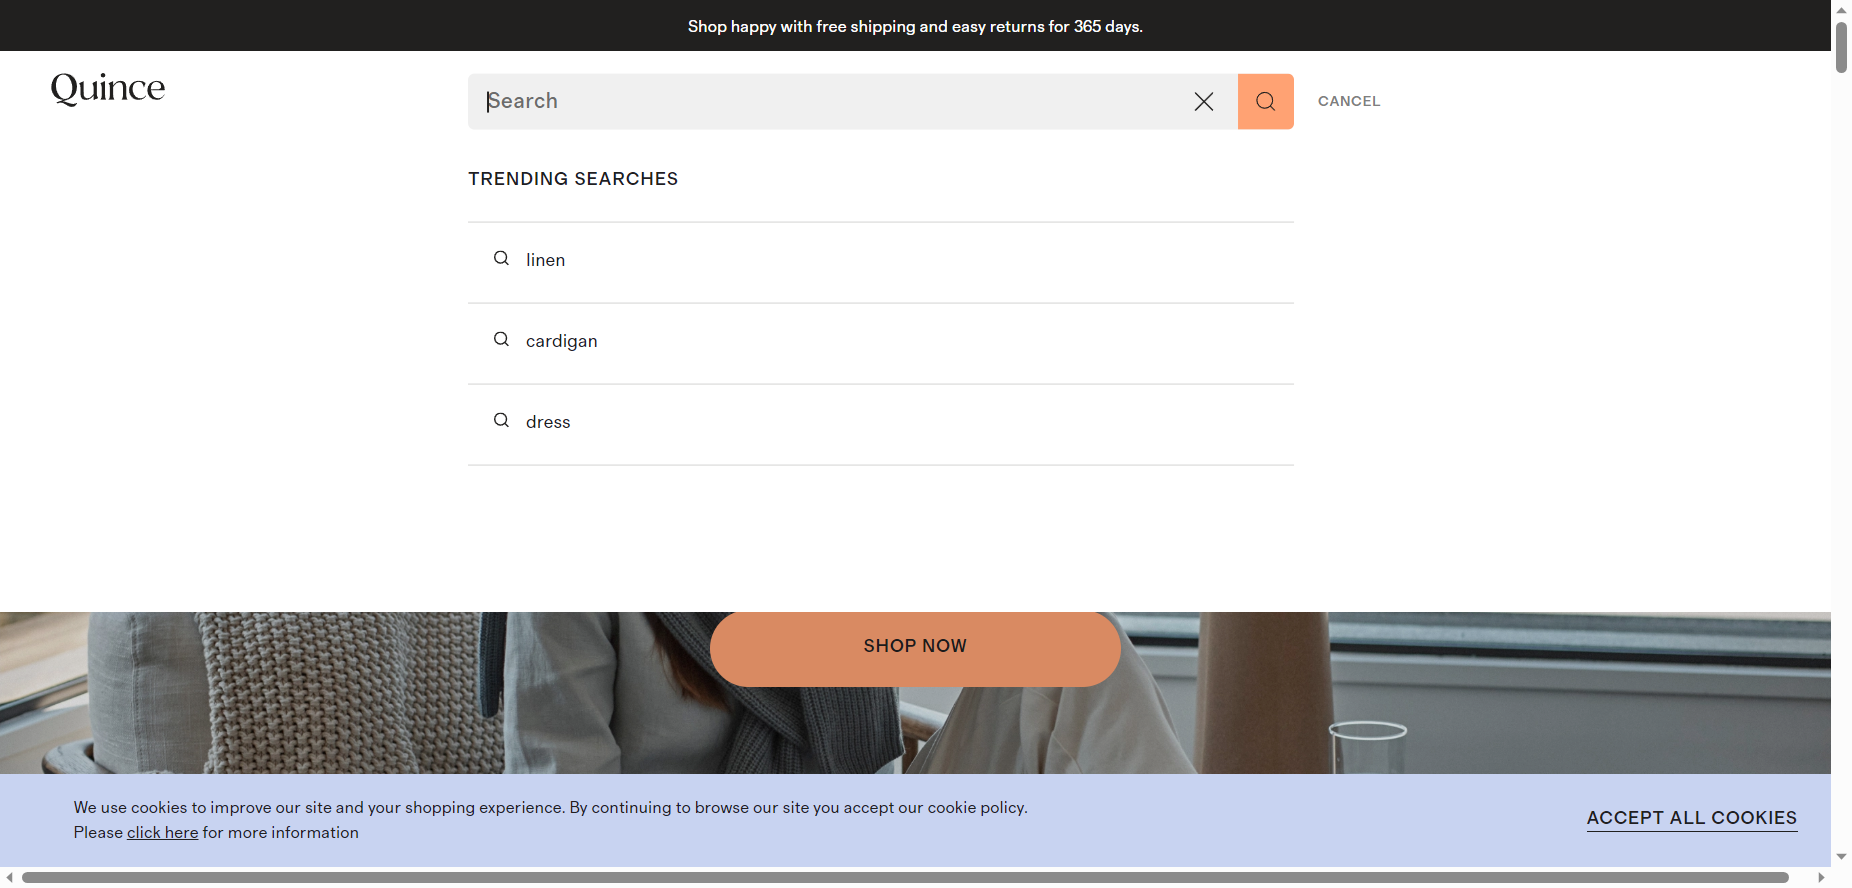 Shop happy with free shipping and easy returns for 365 days.
Quince
Search
CANCEL
TRENDING SEARCHES
linen
cardigan
dress
SHOP NOW
We use cookies to improve our site and your shopping experience. By continuing to browse our site you accept our cookie policy.
Please click here for more information
ACCEPT ALL COOKIES